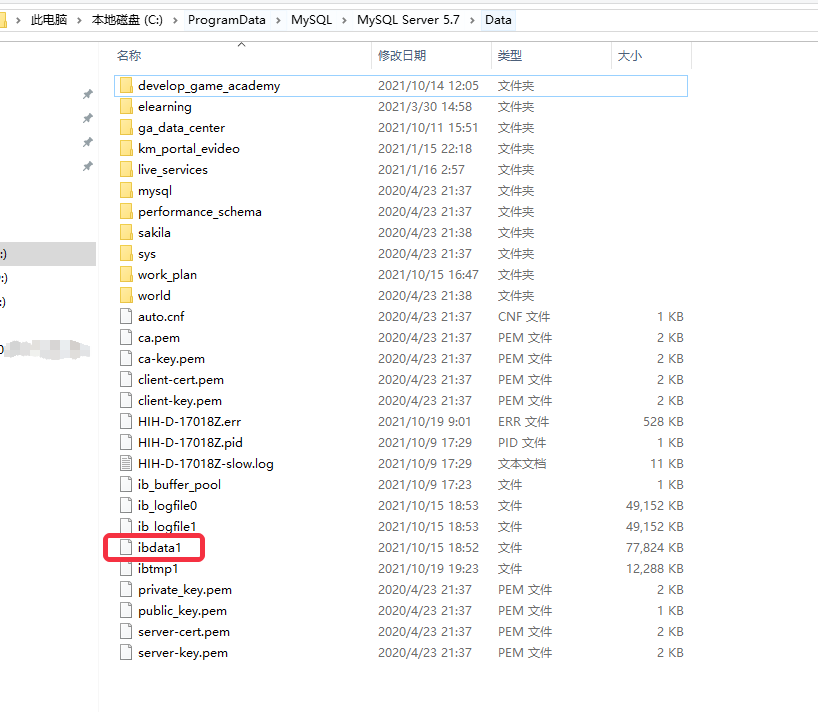 此电脑 > 本地磁盘 (C:) > ProgramData > MySQL > MySQL Server 5.7 > Data
名称 修改日期 类型 大小
develop_game_academy 2021/10/14 12:05 文件夹
elearning 2021/3/30 14:58 文件夹
ga_data_center 2021/10/11 15:51 文件夹
km_portal_evideo 2021/1/15 22:18 文件夹
live_services 2021/1/16 2:57 文件夹
mysql 2020/4/23 21:37 文件夹
performance_schema 2020/4/23 21:37 文件夹
sakila 2020/4/23 21:38 文件夹
:) sys 2020/4/23 21:37 文件夹
:) work_plan 2021/10/15 16:47 文件夹
:) world 2020/4/23 21:38 文件夹
auto.cnf 2020/4/23 21:37 CNF 文件 1 KB
ca.pem 2020/4/23 21:37 PEM 文件 2 KB
ca-key.pem 2020/4/23 21:37 PEM 文件 2 KB
client-cert.pem 2020/4/23 21:37 PEM 文件 2 KB
client-key.pem 2020/4/23 21:37 PEM 文件 2 KB
HIH-D-17018Z.err 2021/10/19 9:01 ERR 文件 528 KB
HIH-D-17018Z.pid 2021/10/9 17:29 PID 文件 1 KB
HIH-D-17018Z-slow.log 2021/10/9 17:29 文本文档 11 KB
ib_buffer_pool 2021/10/9 17:23 文件 1 KB
ib_logfile0 2021/10/15 18:53 文件 49,152 KB
ib_logfile1 2021/10/15 18:53 文件 49,152 KB
ibdata1 2021/10/15 18:52 文件 77,824 KB
ibtmp1 2021/10/19 19:23 文件 12,288 KB
private_key.pem 2020/4/23 21:37 PEM 文件 2 KB
public_key.pem 2020/4/23 21:37 PEM 文件 1 KB
server-cert.pem 2020/4/23 21:37 PEM 文件 2 KB
server-key.pem 2020/4/23 21:37 PEM 文件 2 KB